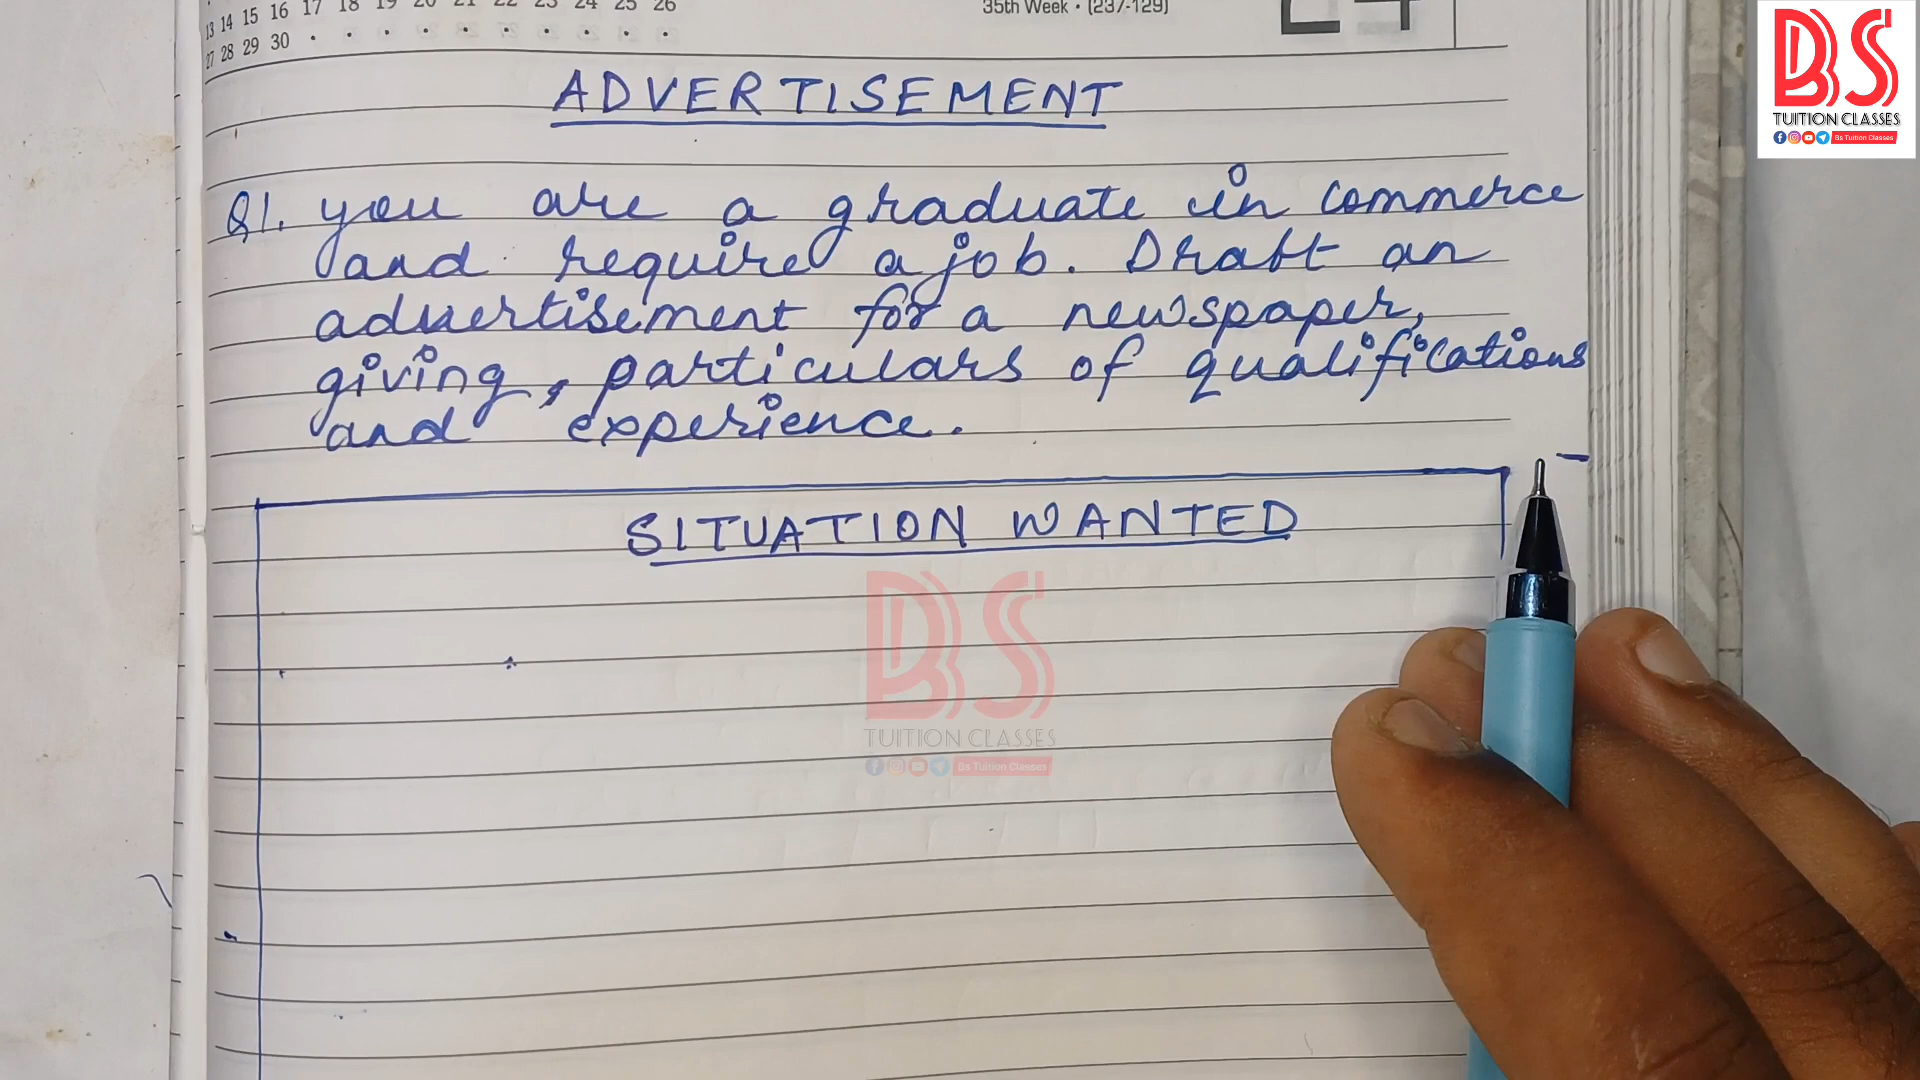 13 14 15 16 17 18 19 20 21 22 23 24 25 26
27 28 29 30
35th Week • (237-129)
24
BS
TUITION CLASSES
Bs Tuition Classes
ADVERTISEMENT
Q1. you are a graduate in commerce
and require a job. Draft an
advertisement for a newspaper,
giving, particulars of qualifications
and experience.
SITUATION WANTED
BS
TUITION CLASSES
Bs Tuition Classes